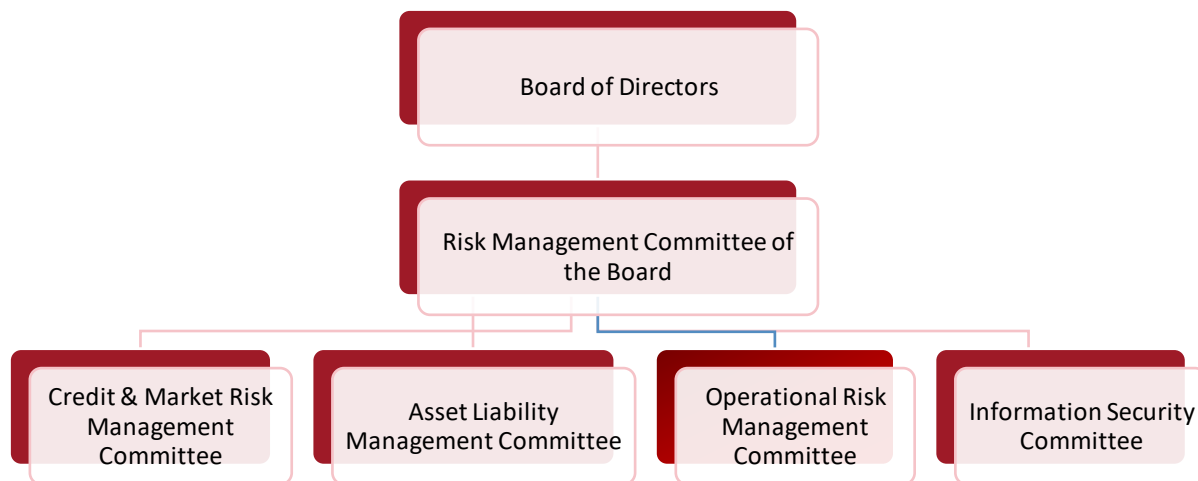 Board of Directors
Risk Management Committee of
the Board
Credit & Market Risk
Management
Committee
Asset Liability
Management Committee
Operational Risk
Management
Committee
Information Security
Committee